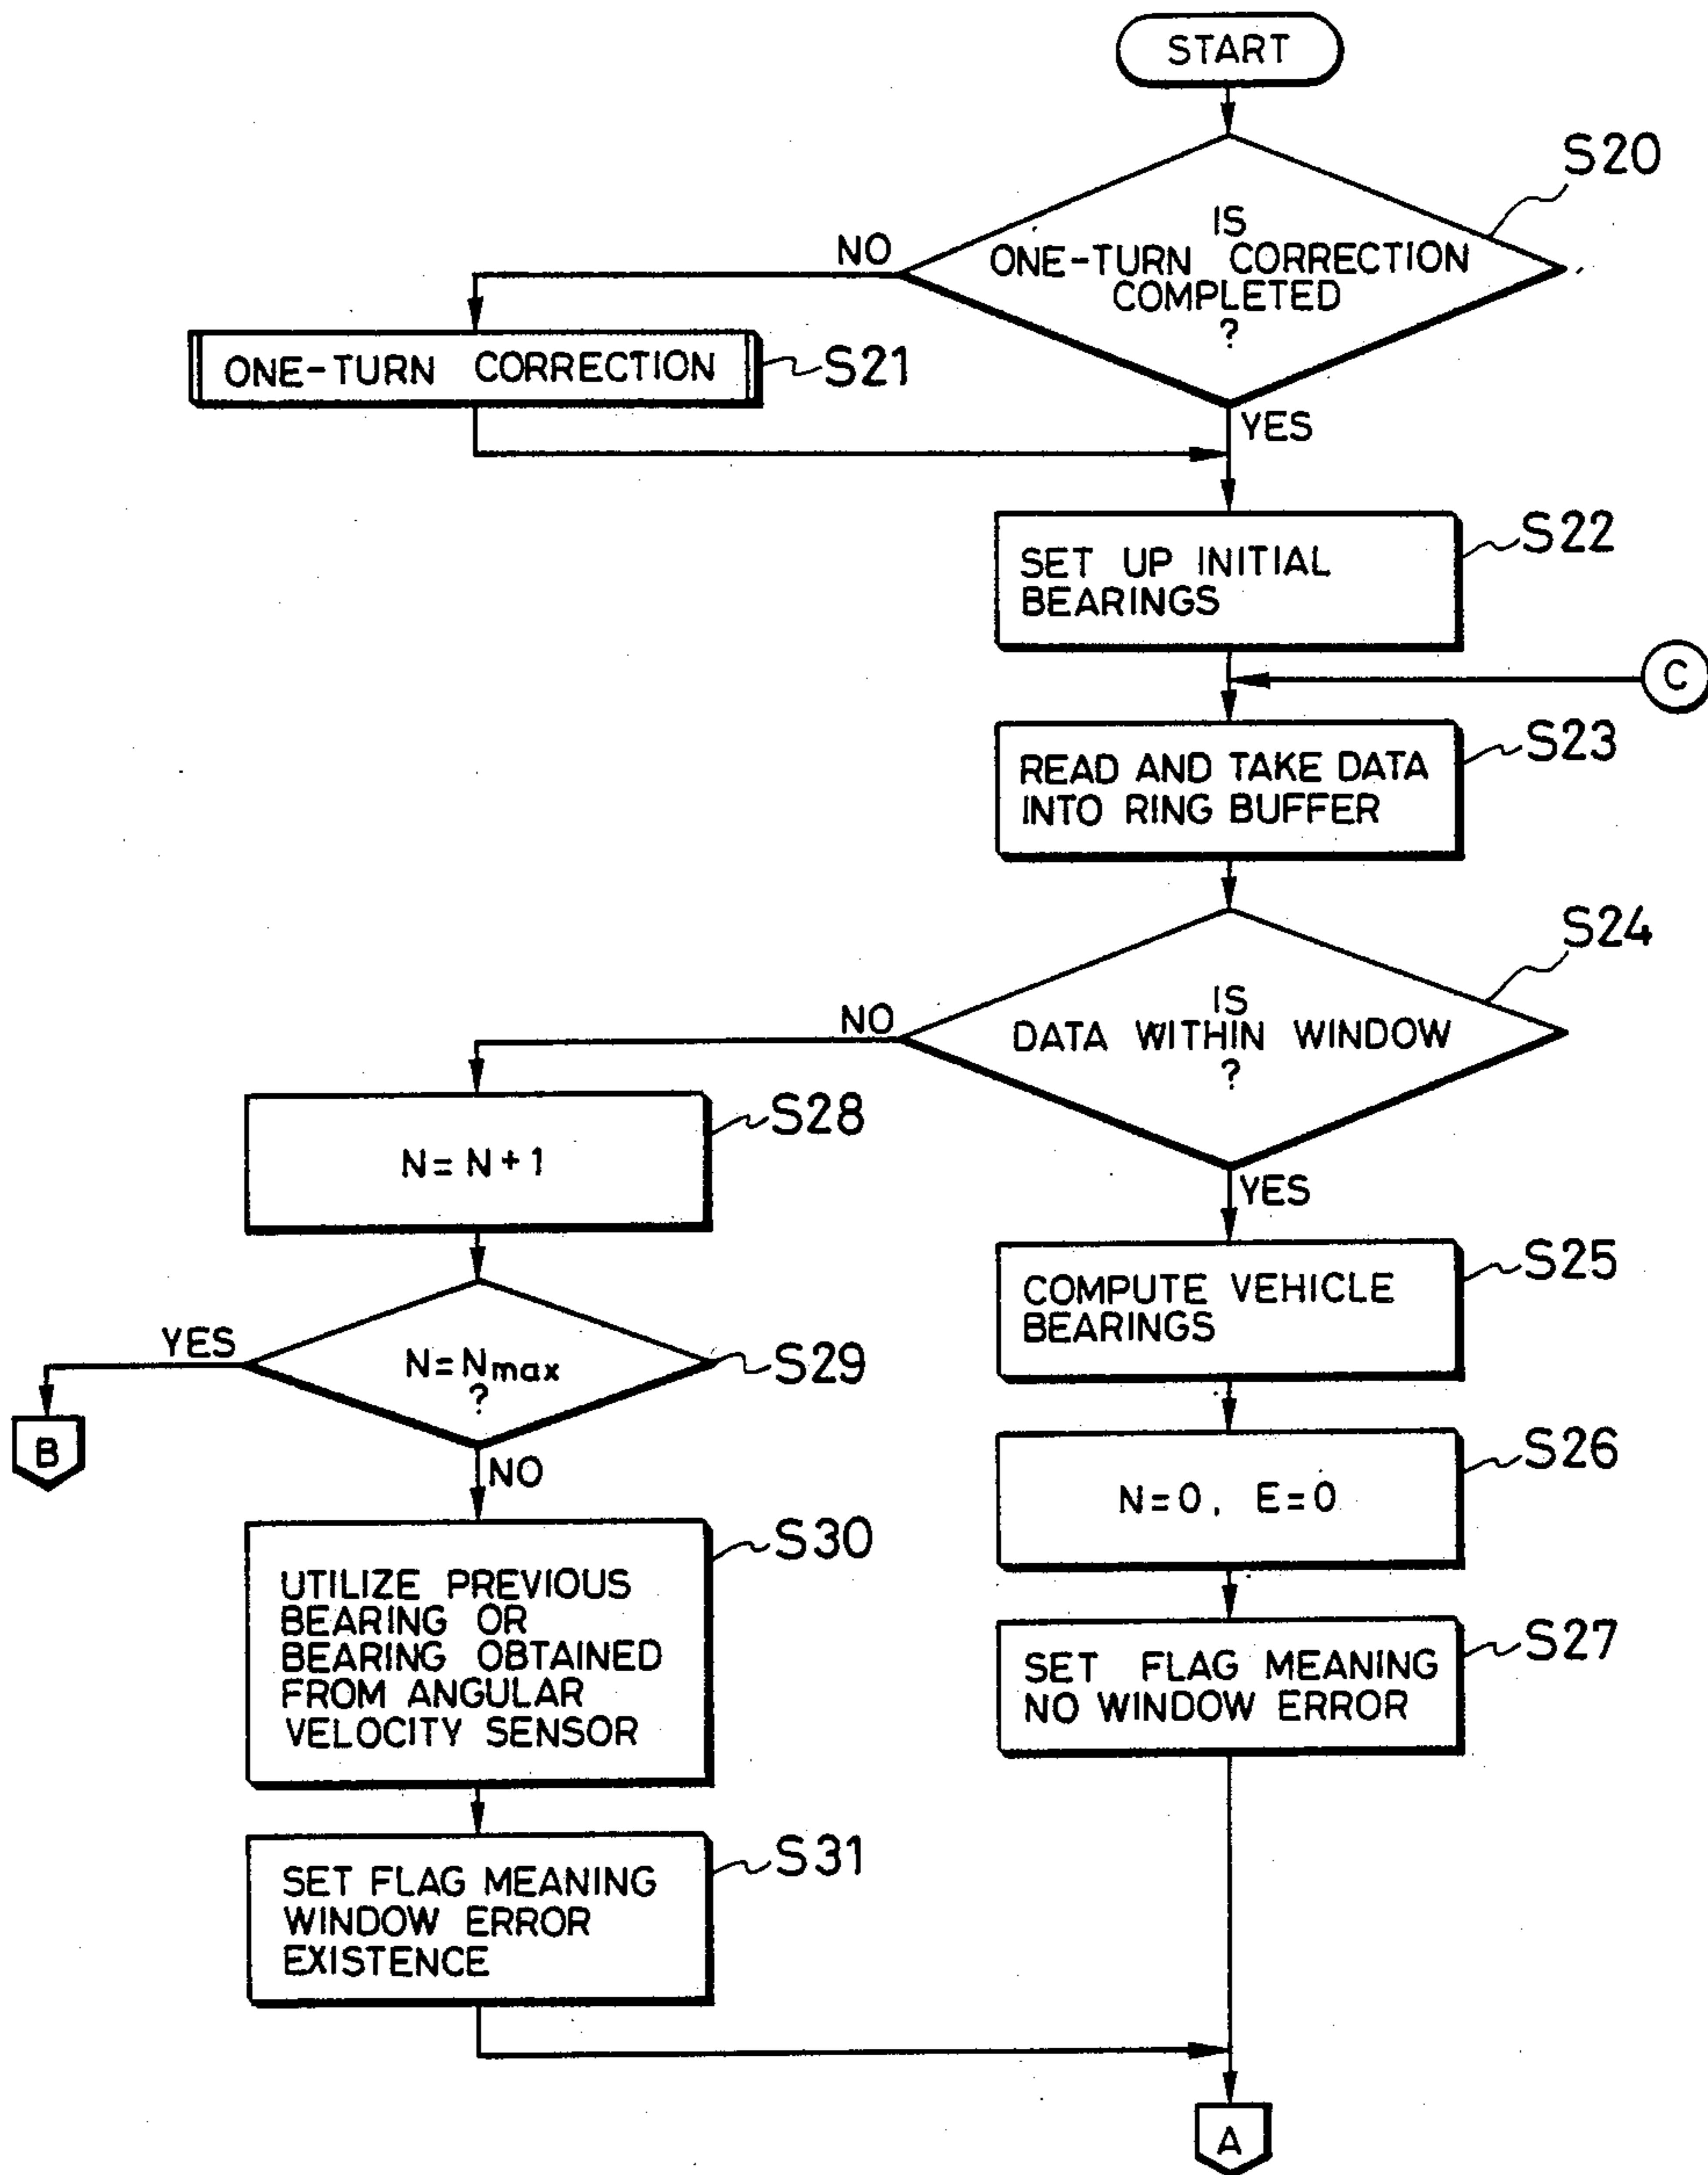 START
S20
IS
ONE-TURN CORRECTION
COMPLETED
?
NO
YES
ONE-TURN CORRECTION
S21
S22
SET UP INITIAL
BEARINGS
C
S23
READ AND TAKE DATA
INTO RING BUFFER
S24
IS
DATA WITHIN WINDOW
?
NO
YES
S28
N=N+1
S25
COMPUTE VEHICLE
BEARINGS
YES
N=Nmax
?
S29
B
NO
S26
N=0, E=0
S30
UTILIZE PREVIOUS
BEARING OR
BEARING OBTAINED
FROM ANGULAR
VELOCITY SENSOR
S27
SET FLAG MEANING
NO WINDOW ERROR
S31
SET FLAG MEANING
WINDOW ERROR
EXISTENCE
A